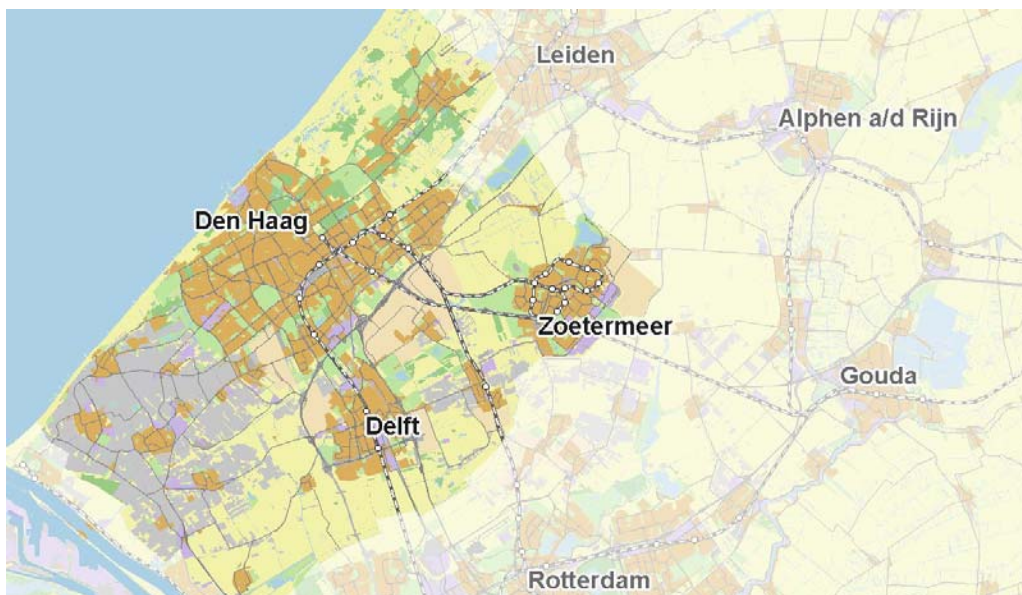 Leiden
Alphen a/d Rijn
Den Haag
Zoetermeer
Gouda
Delft
Rotterdam